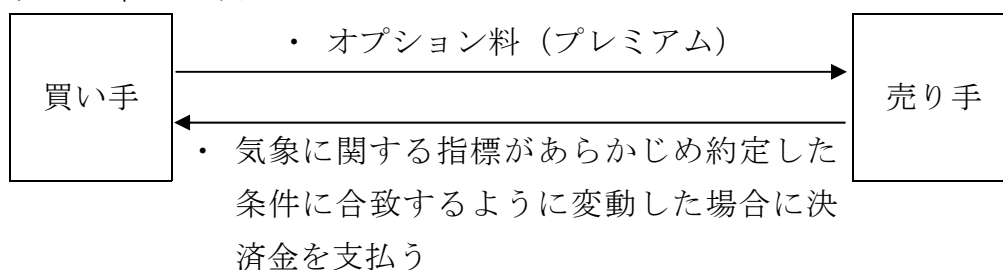 ・ オプション料（プレミアム）
買い手
売り手
・ 気象に関する指標があらかじめ約定した
条件に合致するように変動した場合に決
済金を支払う